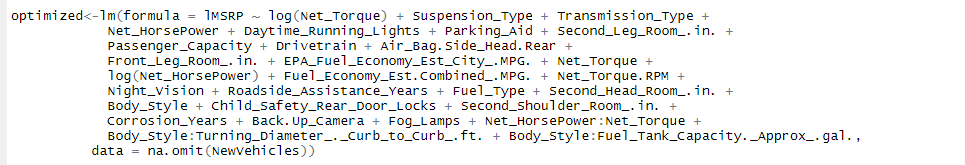 optimized<-lm(formula = lMSRP ~ log(Net_Torque) + Suspension_Type + Transmission_Type +
Net_HorsePower + Daytime_Running_Lights + Parking_Aid + Second_Leg_Room_.in. +
Passenger_Capacity + Drivetrain + Air_Bag.Side_Head.Rear +
Front_Leg_Room_.in. + EPA_Fuel_Economy_Est_City_.MPG. + Net_Torque +
log(Net_HorsePower) + Fuel_Economy_Est.Combined_.MPG. + Net_Torque.RPM +
Night_Vision + Roadside_Assistance_Years + Fuel_Type + Second_Head_Room_.in. +
Body_Style + Child_Safety_Rear_Door_Locks + Second_Shoulder_Room_.in. +
Corrosion_Years + Back.Up_Camera + Fog_Lamps + Net_HorsePower:Net_Torque +
Body_Style:Turning_Diameter_._Curb_to_Curb_.ft. + Body_Style:Fuel_Tank_Capacity._Approx_.gal.,
data = na.omit(NewVehicles))